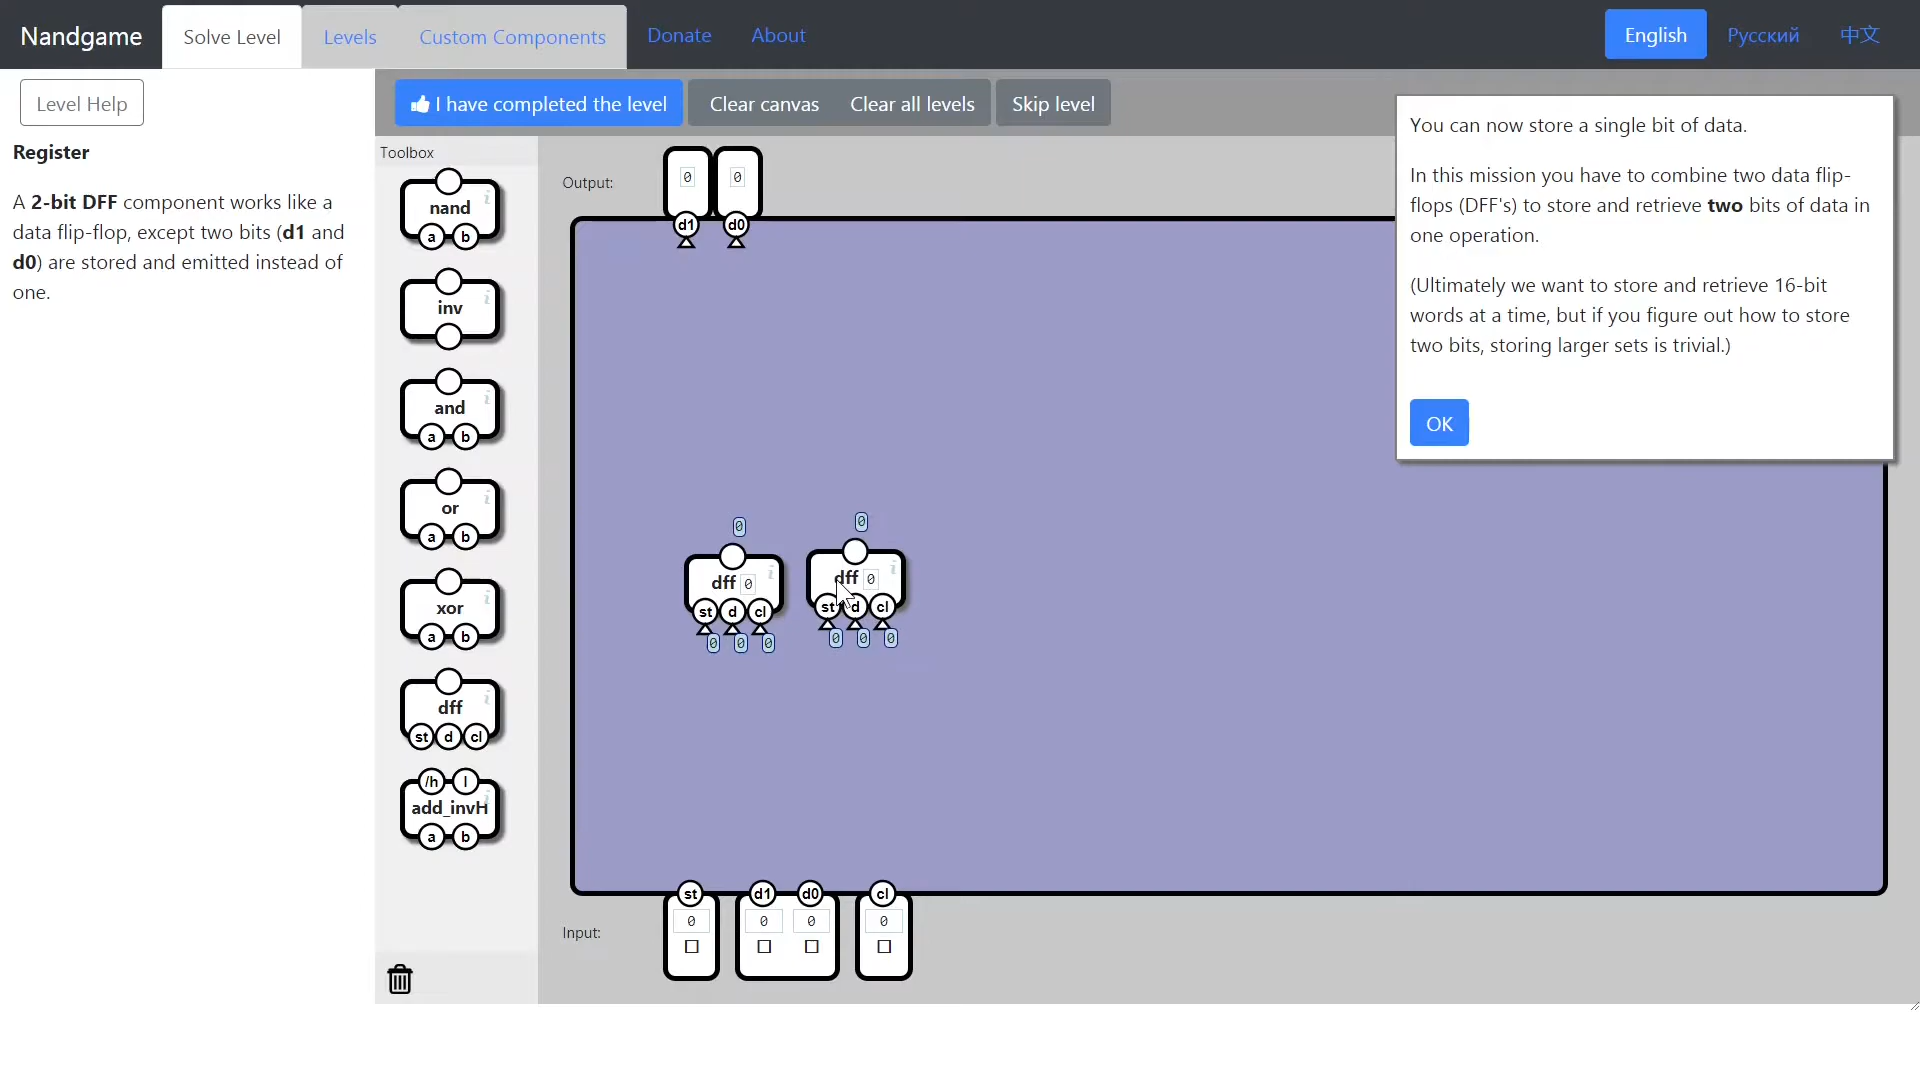 Nandgame
Solve Level
Levels
Custom Components
Donate
About
English
Русский
中文
Level Help
Register
A 2-bit DFF component works like a
data flip-flop, except two bits (d1 and
d0) are stored and emitted instead of
one.
I have completed the level
Clear canvas
Clear all levels
Skip level
Toolbox
nand
a b
inv
and
a b
or
a b
xor
a b
dff
st d cl
/h l
add_invH
a b
Output:
0 0
d1 d0
0
dff 0
st d cl
0 0 0
0
dff 0
st d cl
0 0 0
Input:
st d1 d0 cl
0 0 0 0
You can now store a single bit of data.
In this mission you have to combine two data flip-
flops (DFF's) to store and retrieve two bits of data in
one operation.
(Ultimately we want to store and retrieve 16-bit
words at a time, but if you figure out how to store
two bits, storing larger sets is trivial.)
OK